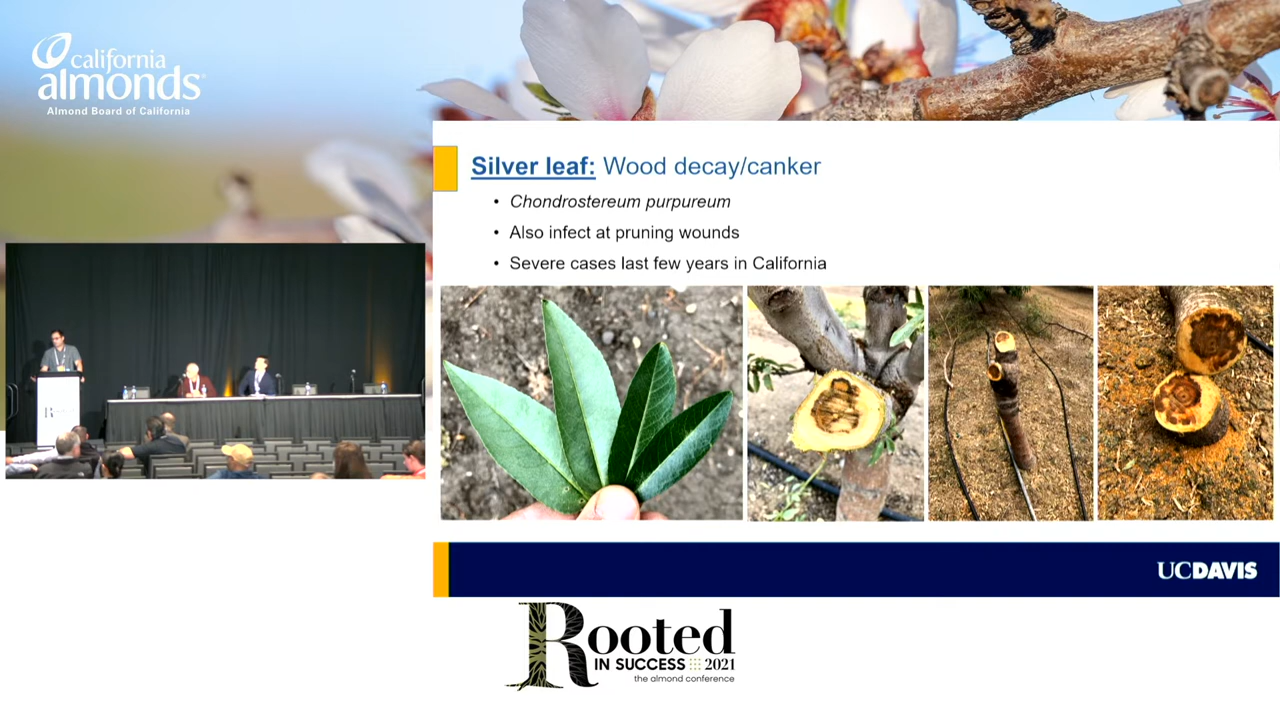 california
almonds
Almond Board of California
Silver leaf: Wood decay/canker
• Chondrostereum purpureum
• Also infect at pruning wounds
• Severe cases last few years in California
UCDAVIS
Rooted
IN SUCCESS 2021
the almond conference